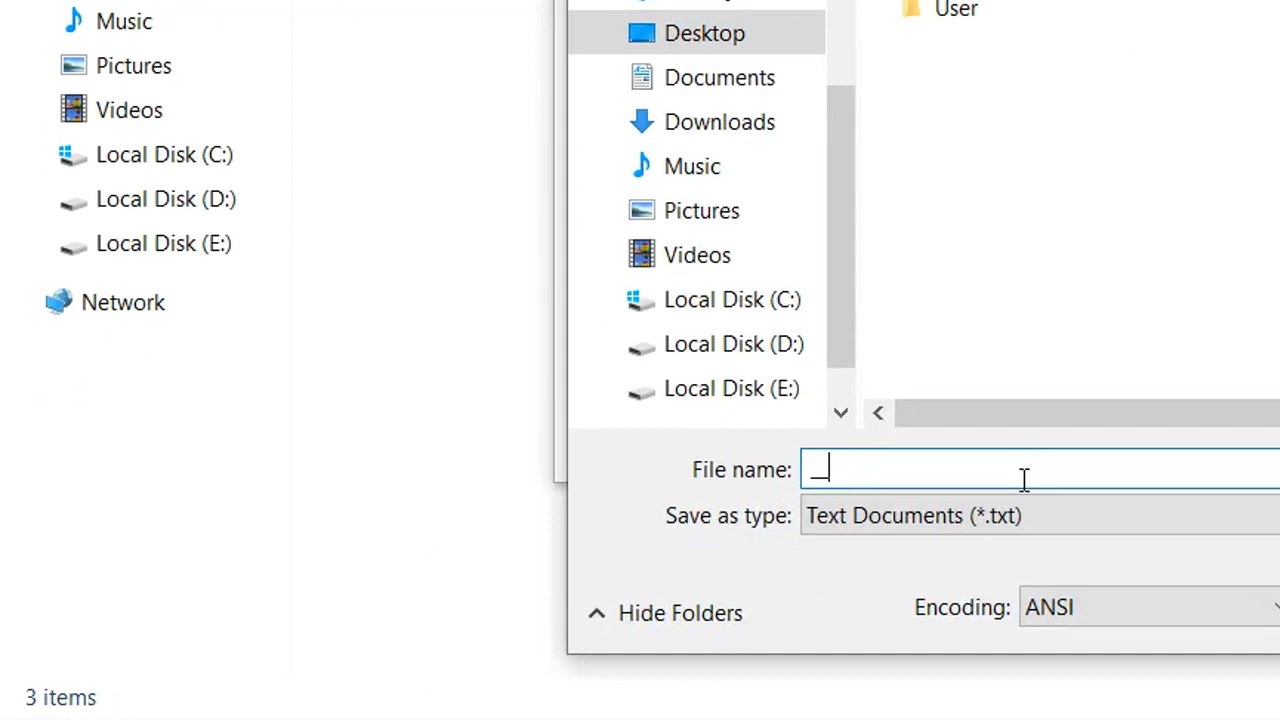 Music
Pictures
Videos
Local Disk (C:)
Local Disk (D:)
Local Disk (E:)
Network
3 items
Desktop
Documents
Downloads
Music
Pictures
Videos
Local Disk (C:)
Local Disk (D:)
Local Disk (E:)
User
File name: __
Save as type: Text Documents (*.txt)
Hide Folders
Encoding: ANSI